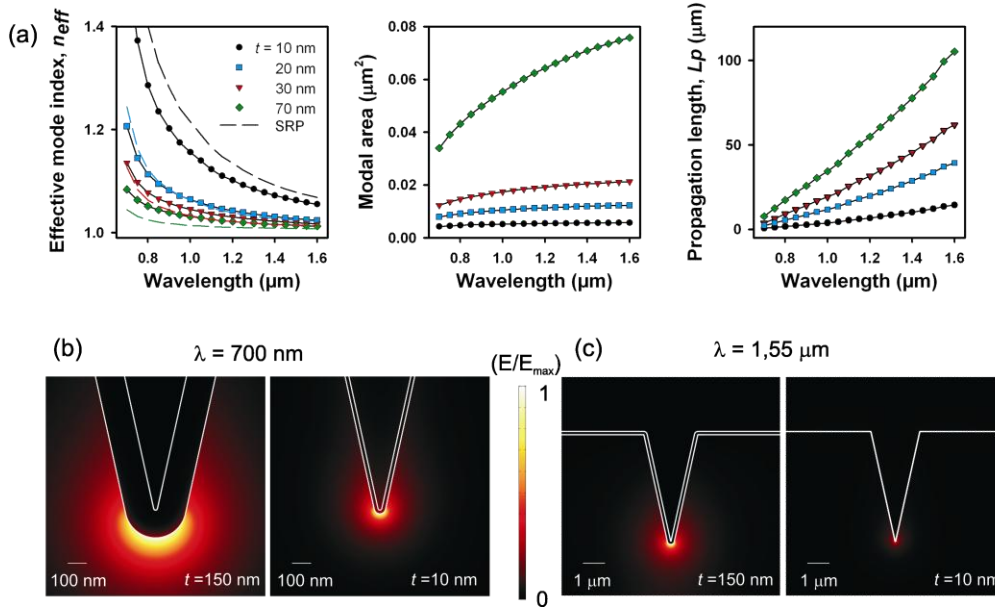 (a)
Effective mode index, neff
1.4
1.2
1.0
t = 10 nm
20 nm
30 nm
70 nm
SRP
0.8 1.0 1.2 1.4 1.6
Wavelength (μm)
Modal area (μm²)
0.08
0.06
0.04
0.02
0.00
0.8 1.0 1.2 1.4 1.6
Wavelength (μm)
Propagation length, Lp (μm)
100
50
0
0.8 1.0 1.2 1.4 1.6
Wavelength (μm)
(b)
λ = 700 nm
100 nm
t =150 nm
100 nm
t =10 nm
(E/Emax)
1
0
(c)
λ = 1,55 μm
1 μm
t =150 nm
1 μm
t =10 nm